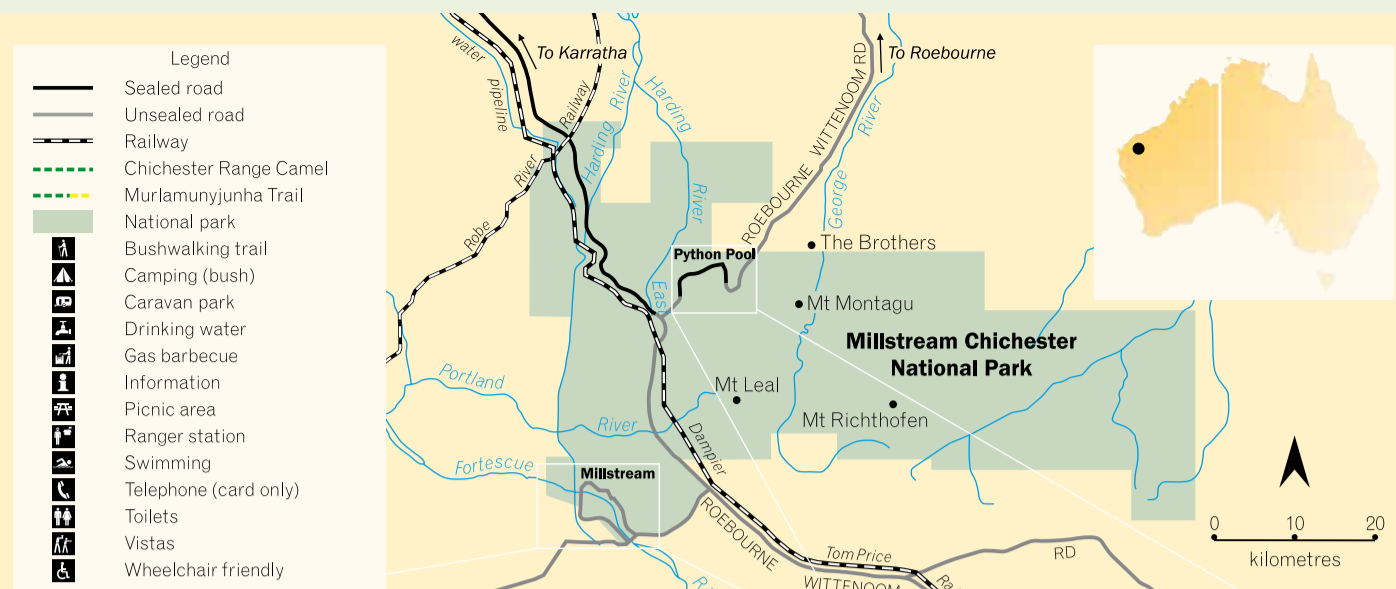 Legend
Sealed road
Unsealed road
Railway
Chichester Range Camel
Murlamunyjunha Trail
National park
Bushwalking trail
Camping (bush)
Caravan park
Drinking water
Gas barbecue
Information
Picnic area
Ranger station
Swimming
Telephone (card only)
Toilets
Vistas
Wheelchair friendly
water
pipeline
To Karratha
Railway
River
Robe
Harding River
Harding
River
East
To Roebourne
ROEBOURNE WITTENOOM RD
George River
Python Pool
The Brothers
Mt Montagu
Millstream Chichester
National Park
Mt Leal
Mt Richthofen
Portland
River
Fortescue
Millstream
Dampier
ROEBOURNE
WITTENOOM
Tom Price
RD
0 10 20
kilometres